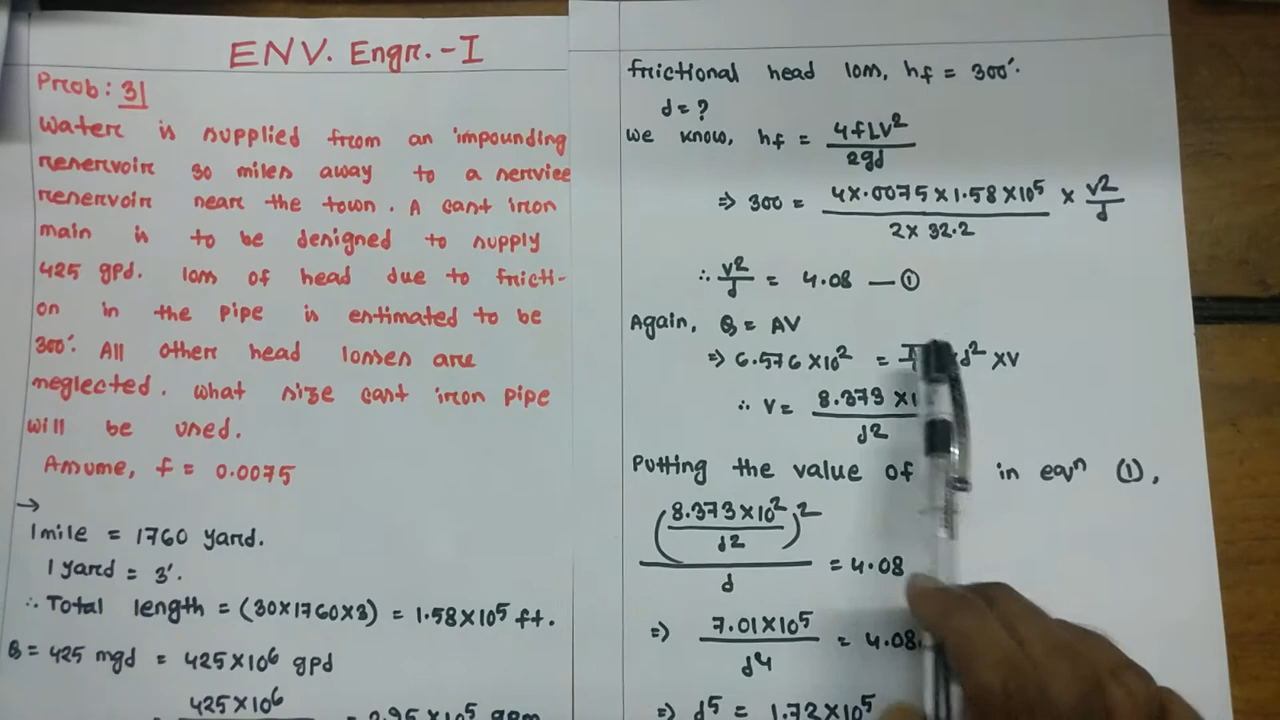 ENV. Engr. - I
Prob: 31
Water is supplied from an impounding
reservoir 30 miles away to a service
reservoir near the town. A cast iron
main is to be designed to supply
425 gpd. loss of head due to fricti-
on in the pipe is estimated to be
300'. All other head losses are
neglected. what size cast iron pipe
will be used.
Assume, f = 0.0075
→
1 mile = 1760 yard.
1 yard = 3'.
∴ Total length = (30×1760×3) = 1.58×10⁵ ft.
Q = 425 mgd = 425×10⁶ gpd
425×10⁶
= 2.95×10⁵ gpm
frictional head loss, hf = 300'.
d = ?
we know, hf = 4fLv²/2gd
⇒ 300 = 4×.0075×1.58×10⁵/2×32.2 × v²/d
∴ v²/d = 4.08 — ①
Again, Q = AV
⇒ 6.576×10² = d² ×V
∴ V = 8.373 ×1 / d²
Putting the value of in eqn ①,
(8.373×10²/d²)²/d = 4.08
⇒ 7.01×10⁵/d⁴ = 4.08
⇒ d⁵ = 1.72×10⁵